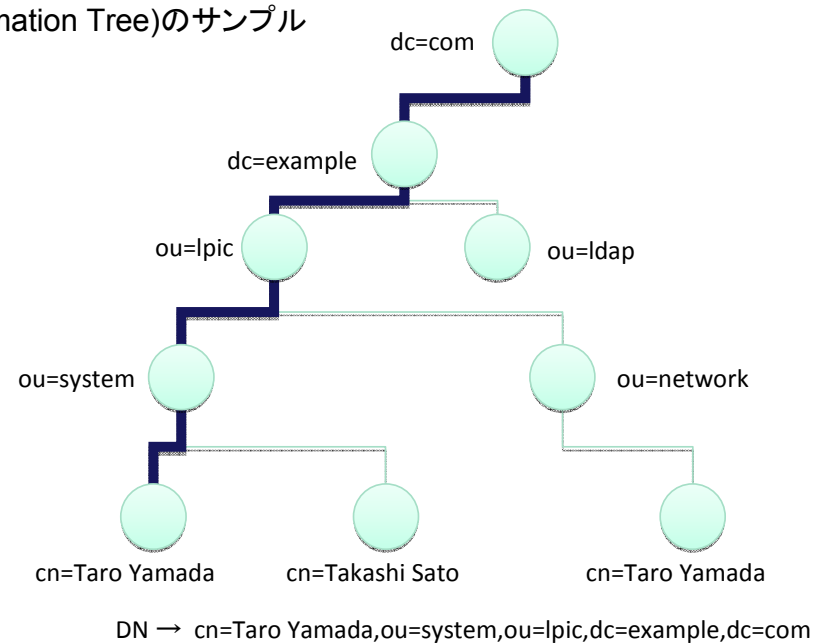 mation Tree)のサンプル
dc=com
dc=example
ou=lpic
ou=ldap
ou=system
ou=network
cn=Taro Yamada
cn=Takashi Sato
cn=Taro Yamada
DN → cn=Taro Yamada,ou=system,ou=lpic,dc=example,dc=com